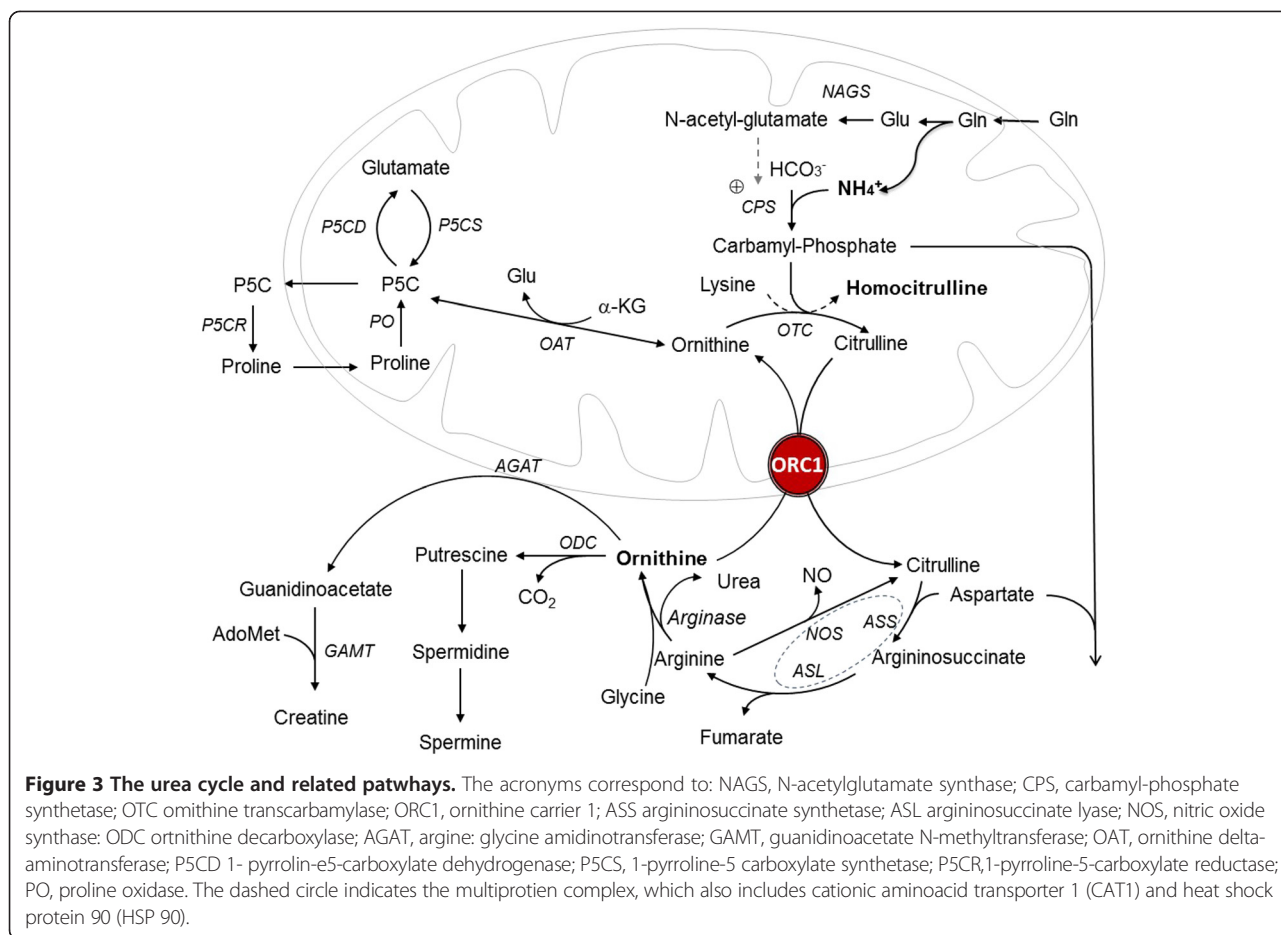 NAGS
N-acetyl-glutamate Glu Gln Gln
Glutamate
HCO₃⁻
⊕
NH₄⁺
CPS
P5CD P5CS
Carbamyl-Phosphate
P5C P5C
Glu
Lysine Homocitrulline
α-KG
P5CR PO
OAT
OTC
Ornithine Citrulline
Proline Proline
ORC1
AGAT
Putrescine ODC Ornithine
Citrulline
Guanidinoacetate
CO₂
Urea NO
Aspartate
Arginase
NOS ASS
AdoMet
GAMT
Spermidine
Arginine
Argininosuccinate
ASL
Glycine
Creatine
Spermine
Fumarate
Figure 3 The urea cycle and related patwhays. The acronyms correspond to: NAGS, N-acetylglutamate synthase; CPS, carbamyl-phosphate
synthetase; OTC omithine transcarbamylase; ORC1, ornithine carrier 1; ASS argininosuccinate synthetase; ASL argininosuccinate lyase; NOS, nitric oxide
synthase: ODC ortnithine decarboxylase; AGAT, argine: glycine amidinotransferase; GAMT, guanidinoacetate N-methyltransferase; OAT, ornithine delta-
aminotransferase; P5CD 1- pyrrolin-e5-carboxylate dehydrogenase; P5CS, 1-pyrroline-5 carboxylate synthetase; P5CR,1-pyrroline-5-carboxylate reductase;
PO, proline oxidase. The dashed circle indicates the multiprotien complex, which also includes cationic aminoacid transporter 1 (CAT1) and heat shock
protein 90 (HSP 90).